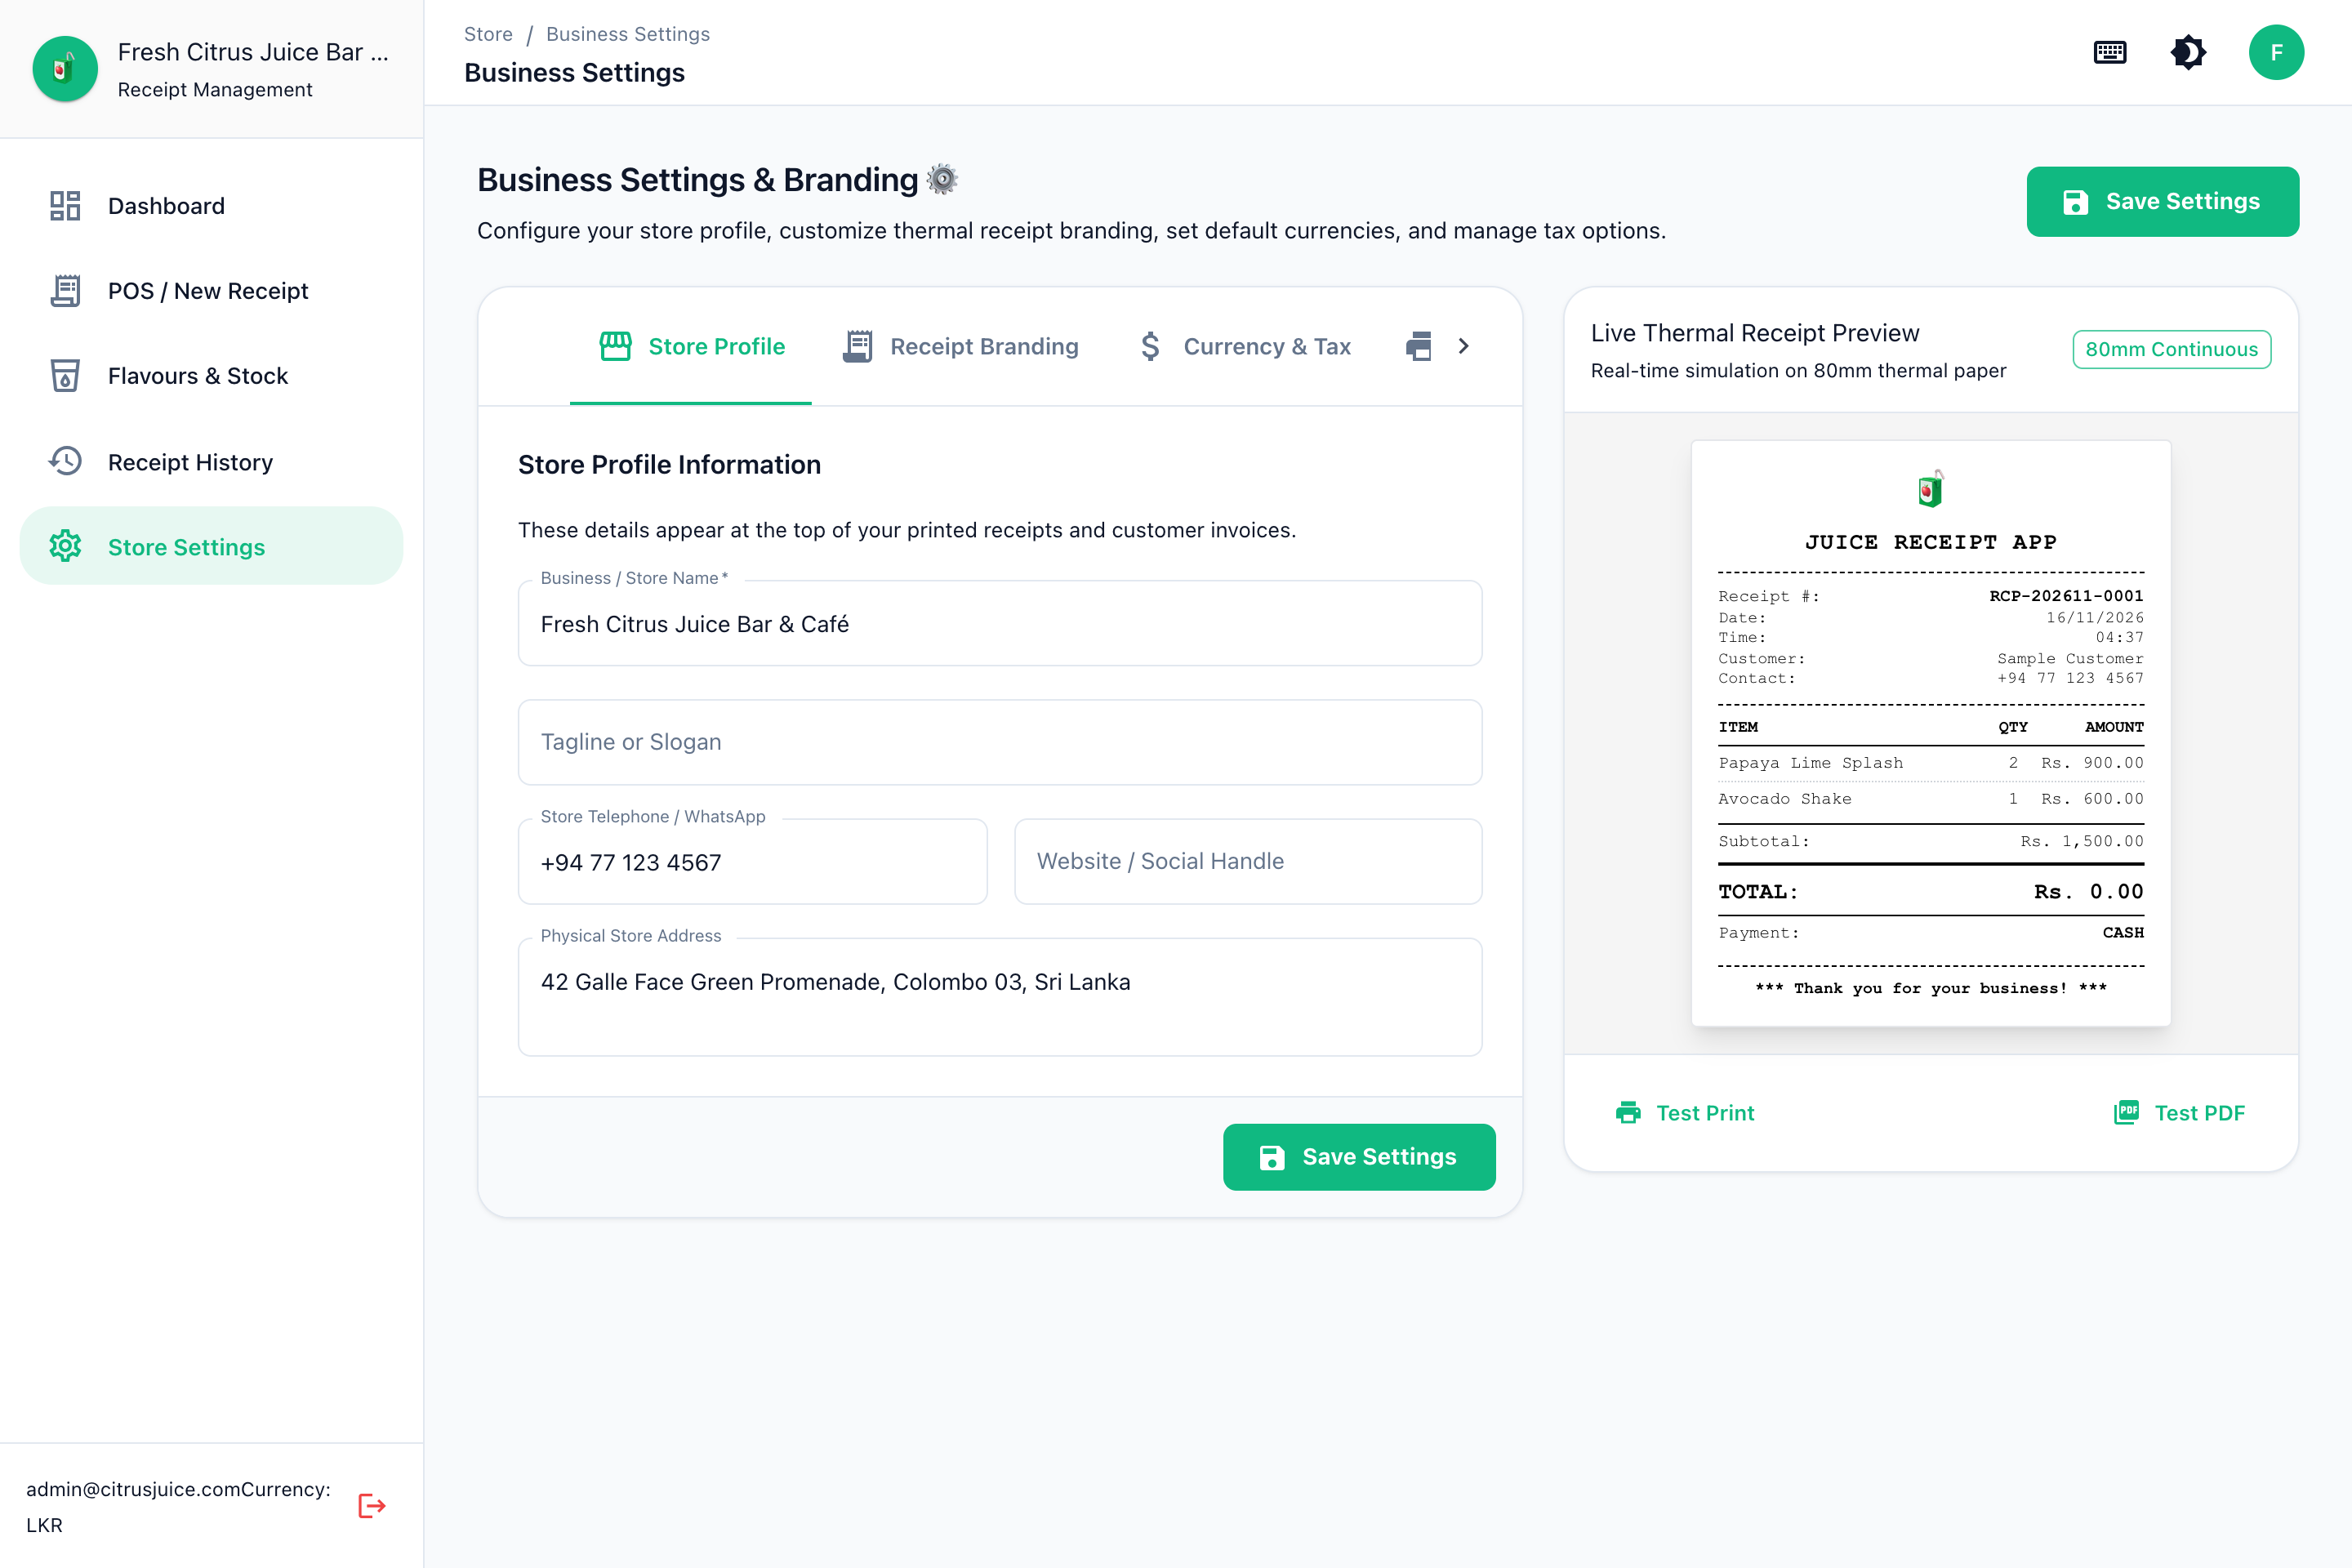 Fresh Citrus Juice Bar ...
Receipt Management
Dashboard
POS / New Receipt
Flavours & Stock
Receipt History
Store Settings
admin@citrusjuice.comCurrency:
LKR
Store / Business Settings
Business Settings
F
Business Settings & Branding
Configure your store profile, customize thermal receipt branding, set default currencies, and manage tax options.
Save Settings
Store Profile
Receipt Branding
Currency & Tax
Store Profile Information
These details appear at the top of your printed receipts and customer invoices.
Business / Store Name *
Fresh Citrus Juice Bar & Café
Tagline or Slogan
Store Telephone / WhatsApp
+94 77 123 4567
Website / Social Handle
Physical Store Address
42 Galle Face Green Promenade, Colombo 03, Sri Lanka
Save Settings
Live Thermal Receipt Preview
Real-time simulation on 80mm thermal paper
80mm Continuous
JUICE RECEIPT APP
Receipt #: RCP-202611-0001
Date: 16/11/2026
Time: 04:37
Customer: Sample Customer
Contact: +94 77 123 4567
ITEM QTY AMOUNT
Papaya Lime Splash 2 Rs. 900.00
Avocado Shake 1 Rs. 600.00
Subtotal: Rs. 1,500.00
TOTAL: Rs. 0.00
Payment: CASH
*** Thank you for your business! ***
Test Print
PDF Test PDF